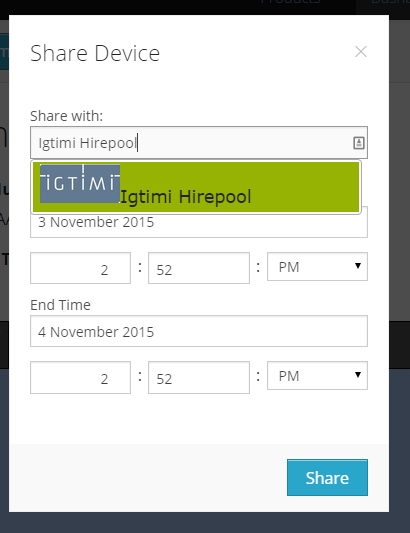 Share Device
×
Share with:
Igtimi Hirepool
IGTIMI Igtimi Hirepool
3 November 2015
2 : 52 : PM
End Time
4 November 2015
2 : 52 : PM
Share